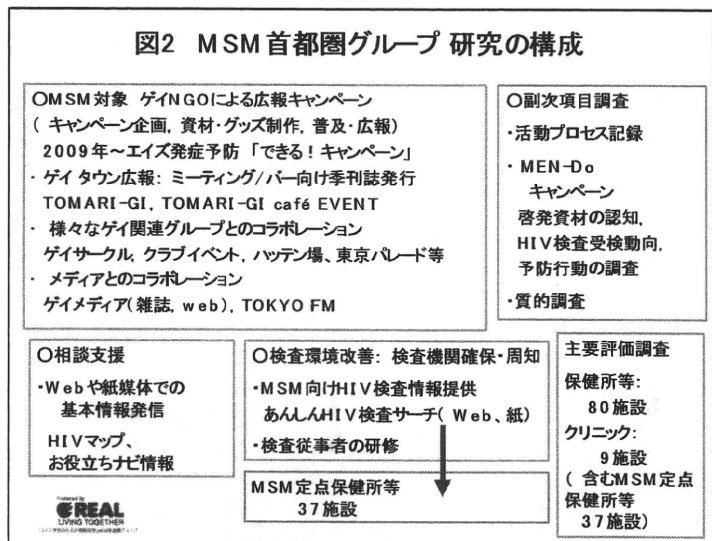 図2 MSM首都圏グループ 研究の構成
○MSM対象 ゲイNGOによる広報キャンペーン
( キャンペーン企画, 資材・グッズ制作, 普及・広報)
2009年～エイズ発症予防 「できる！キャンペーン」
・ゲイタウン広報: ミーティング/バー向け季刊誌発行
TOMARI-GI, TOMARI-GI café EVENT
・ 様々なゲイ関連グループとのコラボレーション
ゲイサークル, クラブイベント, ハッテン場、東京パレード等
・ メディアとのコラボレーション
ゲイメディア(雑誌, web), TOKYO FM
○副次項目調査
・活動プロセス記録
・MEN-Do
キャンペーン
啓発資材の認知,
HIV検査受検動向,
予防行動の調査
・質的調査
○相談支援
・Webや紙媒体での
基本情報発信
HIVマップ、
お役立ちナビ情報
○検査環境改善: 検査機関確保・周知
・MSM向けHIV検査情報提供
あんしんHIV検査サーチ( Web、紙)
・検査従事者の研修
MSM定点保健所等
37施設
主要評価調査
保健所等:
80施設
クリニック:
9施設
( 含むMSM定点
保健所等
37施設)
Powered by
REAL
LIVING TOGETHER